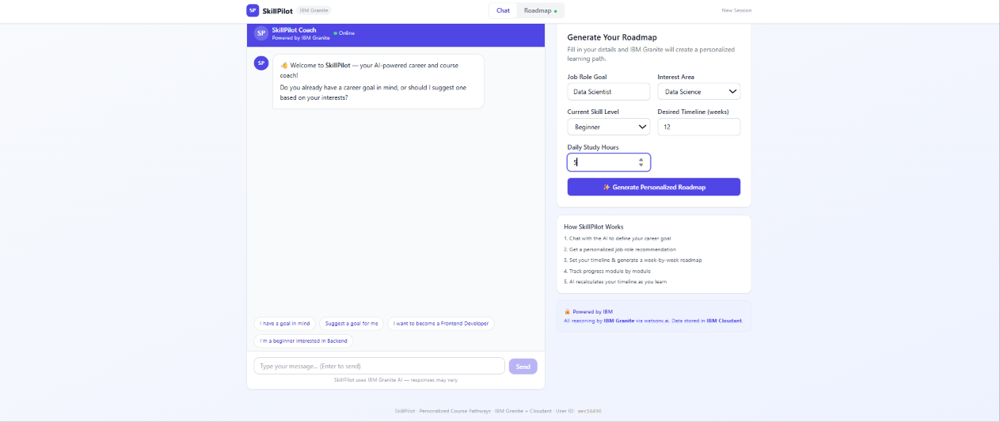 SP SkillPilot IBM Granite Chat Roadmap New Session
SP SkillPilot Coach
Powered by IBM Granite
Online
SP 👋 Welcome to SkillPilot — your AI-powered career and course
coach!
Do you already have a career goal in mind, or should I suggest one
based on your interests?
I have a goal in mind Suggest a goal for me I want to become a Frontend Developer
I'm a beginner interested in Backend
Type your message... (Enter to send) Send
SkillPilot uses IBM Granite AI — responses may vary
Generate Your Roadmap
Fill in your details and IBM Granite will create a personalized
learning path.
Job Role Goal Interest Area
Data Scientist Data Science
Current Skill Level Desired Timeline (weeks)
Beginner 12
Daily Study Hours
5
✨ Generate Personalized Roadmap
How SkillPilot Works
1. Chat with the AI to define your career goal
2. Get a personalized job role recommendation
3. Set your timeline & generate a week-by-week roadmap
4. Track progress module by module
5. AI recalculates your timeline as you learn
🔒 Powered by IBM
All reasoning by IBM Granite via watsonx.ai. Data stored in IBM Cloudant.
SkillPilot · Personalized Course Pathways · IBM Granite + Cloudant · User ID: aec16496